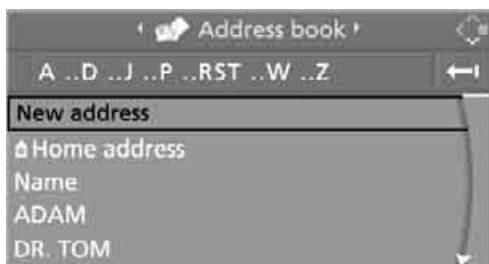 Address book
A ..D ..J ..P ..RST ..W ..Z
New address
Home address
Name
ADAM
DR. TOM